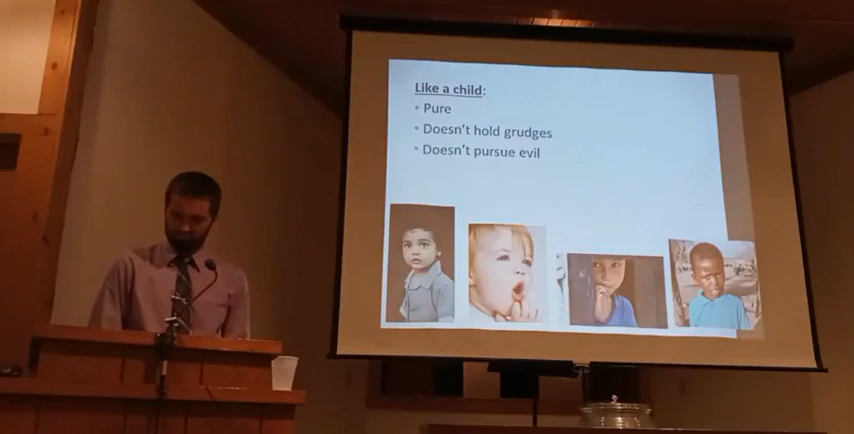 Like a child:
• Pure
• Doesn't hold grudges
• Doesn't pursue evil